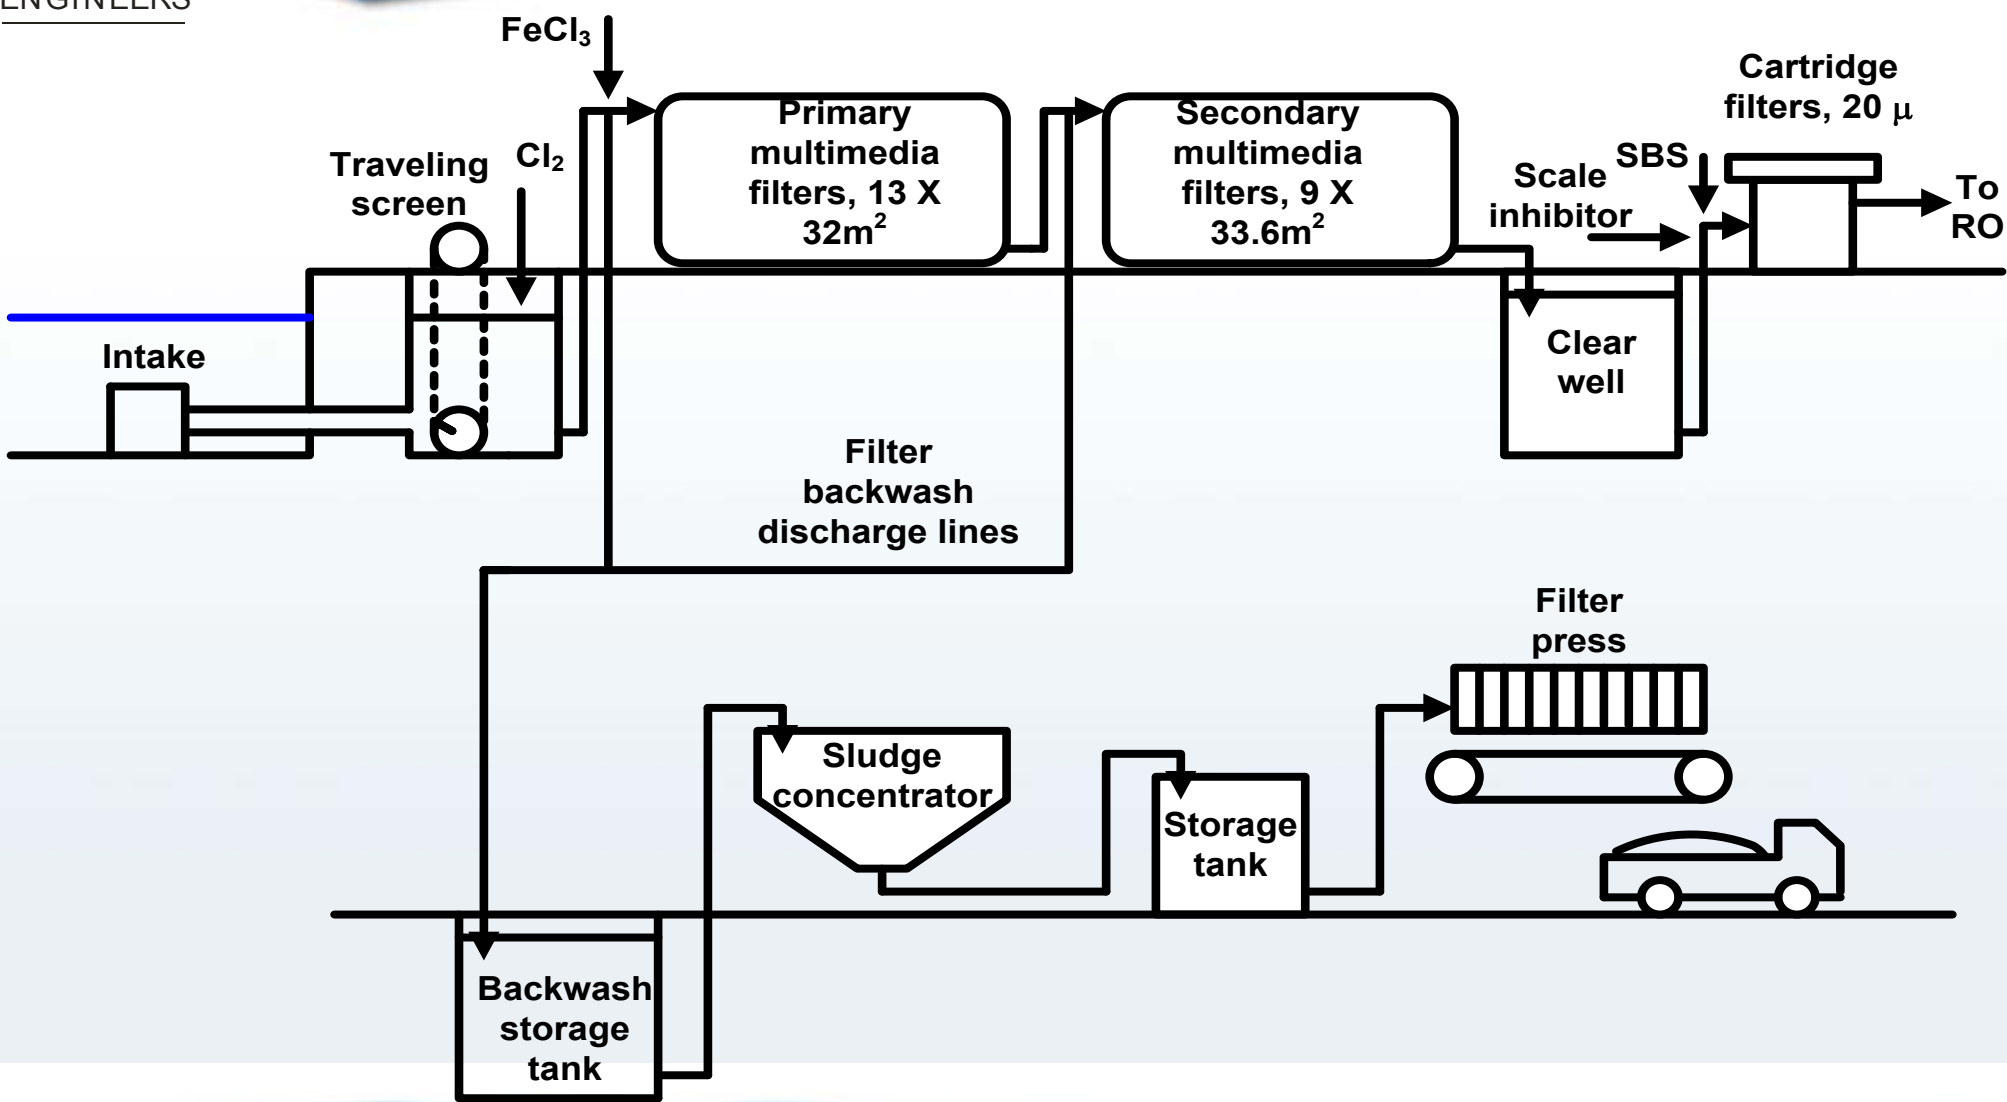 ENGINEERS
FeCl₃
Cartridge
filters, 20 μ
Primary
multimedia
filters, 13 X
32m²
Secondary
multimedia
filters, 9 X
33.6m²
Traveling
screen
Cl₂
Scale
inhibitor
SBS
To
RO
Intake
Clear
well
Filter
backwash
discharge lines
Filter
press
Sludge
concentrator
Storage
tank
Backwash
storage
tank